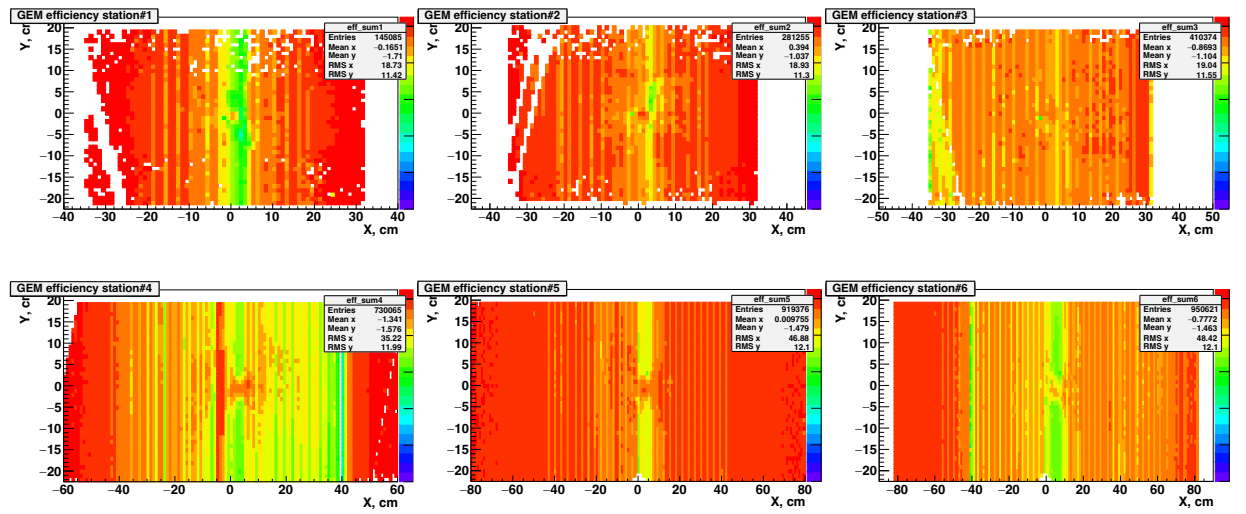 GEM efficiency station#1
eff_sum1
Entries 145085
Mean x −0.1651
Mean y −1.71
RMS x 18.73
RMS y 11.42
20
15
10
5
0
−5
−10
−15
−20
−40 −30 −20 −10 0 10 20 30 40
X, cm
GEM efficiency station#2
eff_sum2
Entries 281255
Mean x 0.394
Mean y −1.037
RMS x 18.93
RMS y 11.3
20
15
10
5
0
−5
−10
−15
−20
−40 −30 −20 −10 0 10 20 30 40
X, cm
GEM efficiency station#3
eff_sum3
Entries 410374
Mean x −0.8693
Mean y −1.104
RMS x 19.04
RMS y 11.55
20
15
10
5
0
−5
−10
−15
−20
−50 −40 −30 −20 −10 0 10 20 30 40 50
X, cm
GEM efficiency station#4
eff_sum4
Entries 730065
Mean x −1.341
Mean y −1.576
RMS x 35.22
RMS y 11.99
20
15
10
5
0
−5
−10
−15
−20
−60 −40 −20 0 20 40 60
X, cm
GEM efficiency station#5
eff_sum5
Entries 919376
Mean x 0.009755
Mean y −1.479
RMS x 46.88
RMS y 12.1
20
15
10
5
0
−5
−10
−15
−20
−80 −60 −40 −20 0 20 40 60 80
X, cm
GEM efficiency station#6
eff_sum6
Entries 950621
Mean x −0.7772
Mean y −1.463
RMS x 48.42
RMS y 12.1
20
15
10
5
0
−5
−10
−15
−20
−80 −60 −40 −20 0 20 40 60 80
X, cm